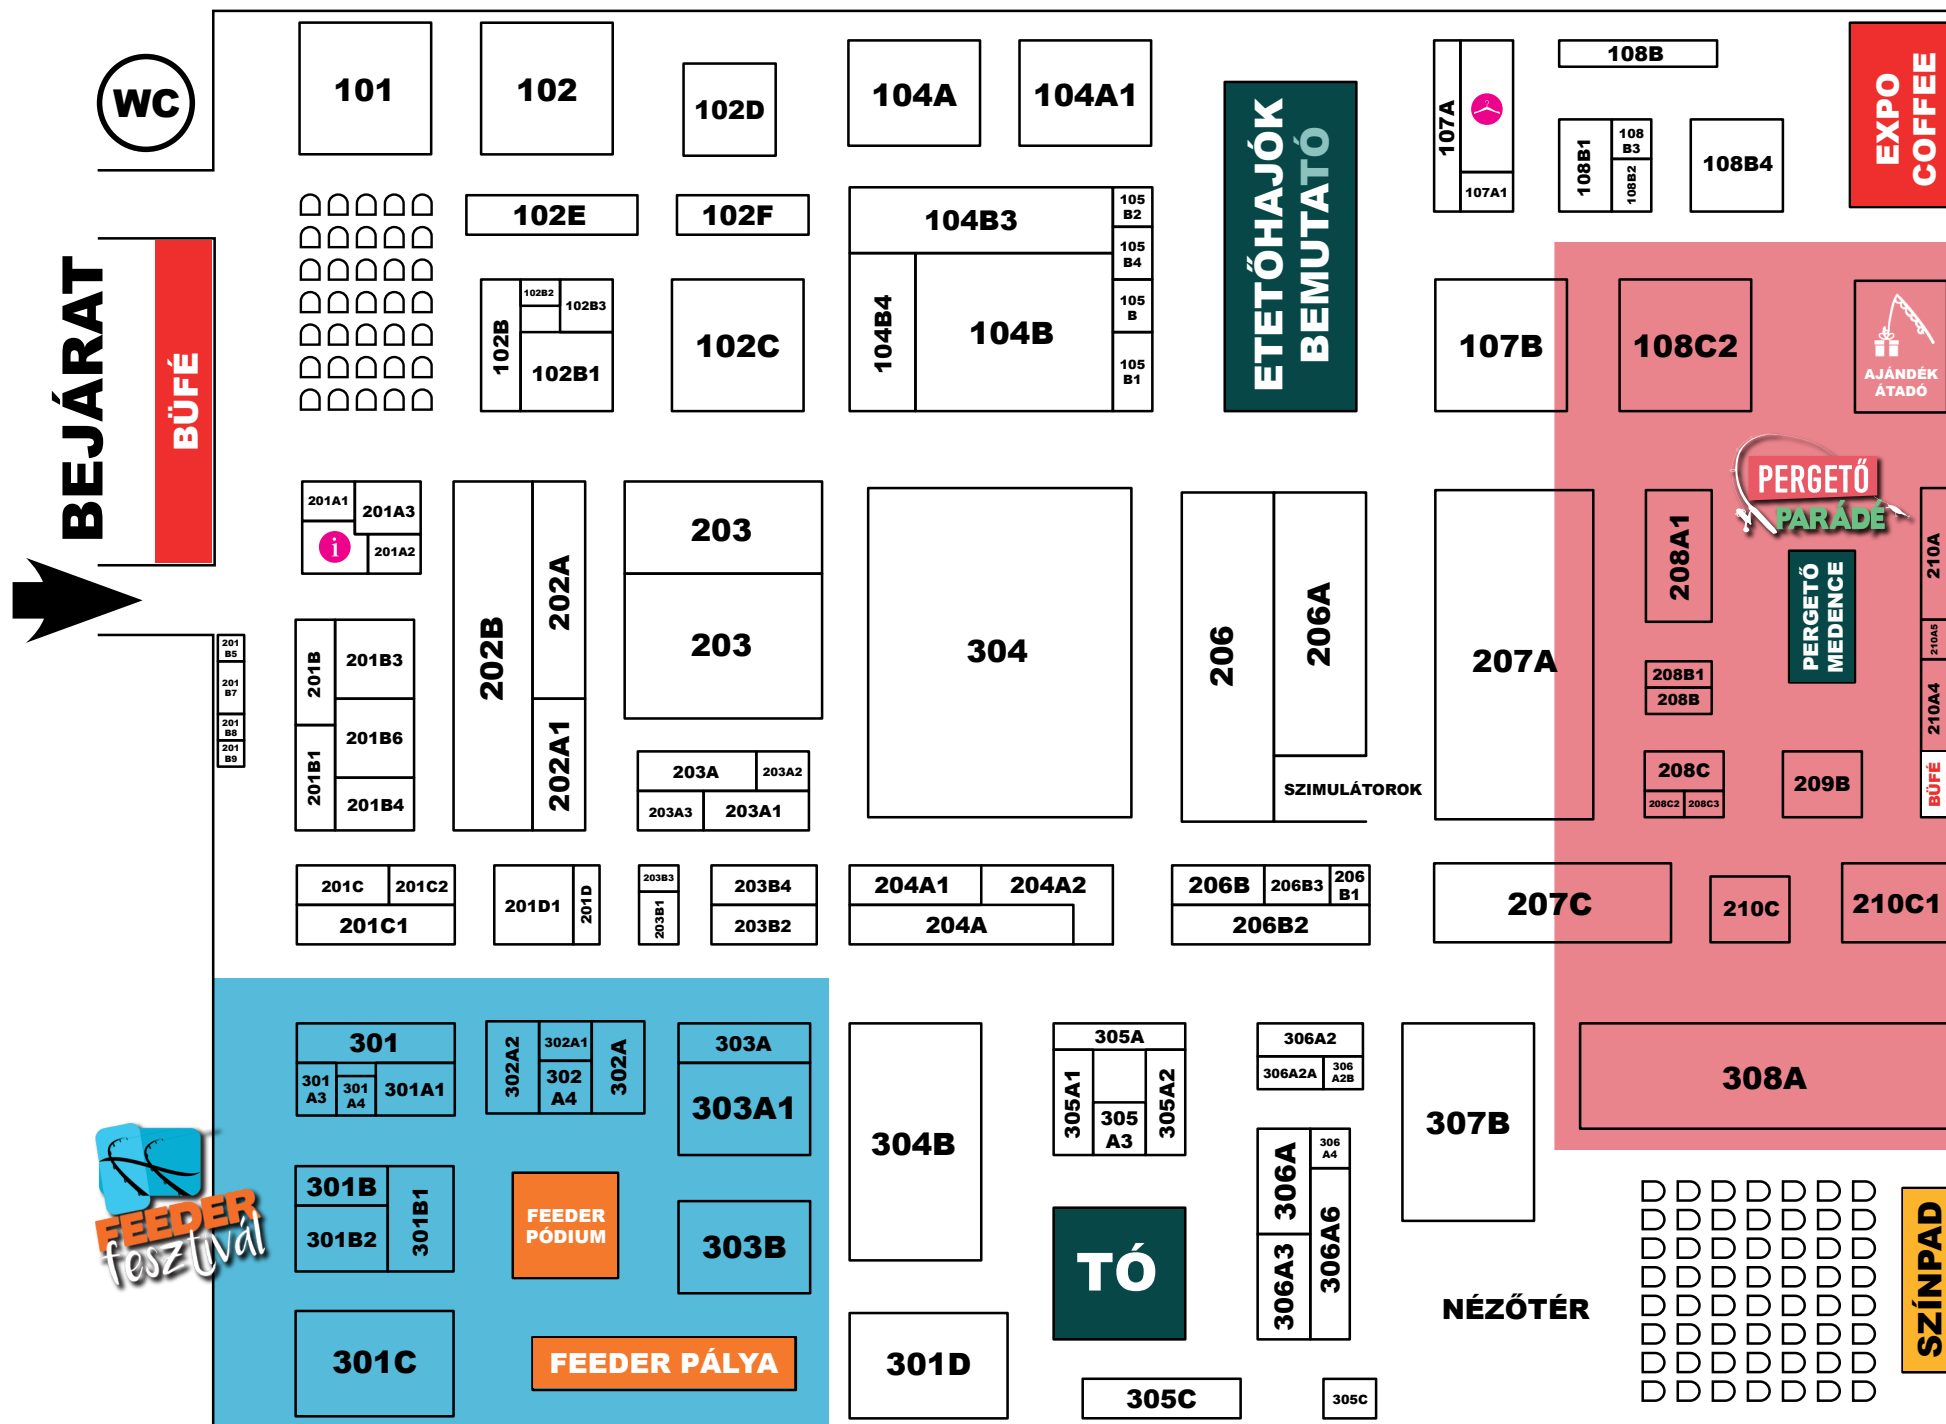 WC
101
102
102D
104A
104A1
107A
107A1
108B
108B1
108
B3
108B2
108B4
EXPO
COFFEE
ETETŐHAJÓK
BEMUTATÓ
102E
102F
104B3
105
B2
105
B4
105
B
105
B1
104B4
104B
102B
102B2
102B3
102B1
102C
107B
108C2
AJÁNDÉK
ÁTADÓ
BEJÁRAT
BÜFÉ
PERGETŐ
PARÁDÉ
201A1
201A3
i
201A2
202B
202A
202A1
203
203
304
206
206A
SZIMULÁTOROK
207A
208A1
PERGETŐ
MEDENCE
210A
210A5
210A4
BÜFÉ
208B1
208B
208C
208C2
208C3
209B
201
B5
201
B7
201
B8
201
B9
201B
201B3
201B6
201B1
201B4
203A
203A2
203A3
203A1
201C
201C2
201C1
201D1
201D
203B3
203B1
203B4
203B2
204A1
204A2
204A
206B
206B3
206
B1
206B2
207C
210C
210C1
301
301
A3
301
A4
301A1
302A2
302A1
302
A4
302A
303A
303A1
304B
305A
305A1
305
A3
305A2
306A2
306A2A
306
A2B
307B
308A
FEEDER
fesztivál
301B
301B2
301B1
FEEDER
PÓDIUM
303B
TÓ
306A
306
A4
306A3
306A6
NÉZŐTÉR
SZÍNPAD
301C
FEEDER PÁLYA
301D
305C
305C